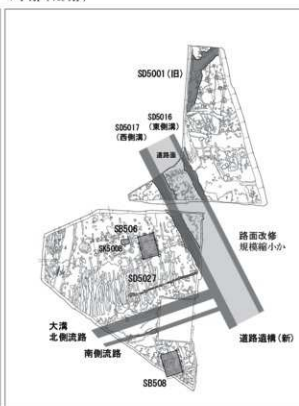 SD5001(旧)
SD5016
(東側溝)
SD5017
(西側溝)
道路面
SB506
SK5006
路面改修
規模縮小か
SD5027
大溝
北側流路
南側流路
道路遺構(新)
SB508